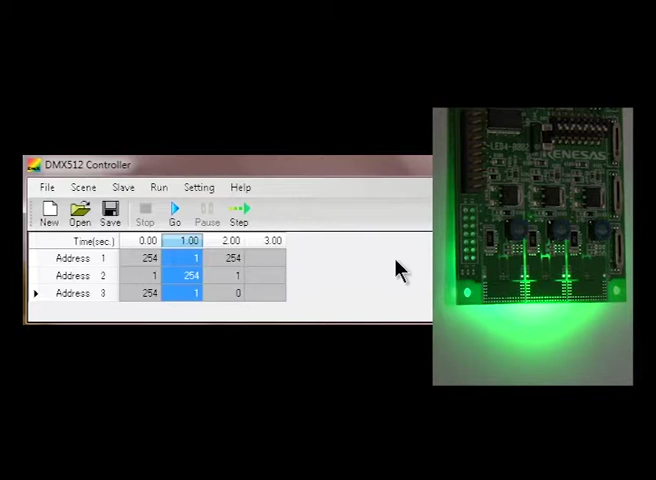 DMX512 Controller
File Scene Slave Run Setting Help
New Open Save Stop Go Pause Step
Time(sec.) 0.00 1.00 2.00 3.00
Address 1 254 1 254
Address 2 1 254 1
Address 3 254 1 0
RENESAS